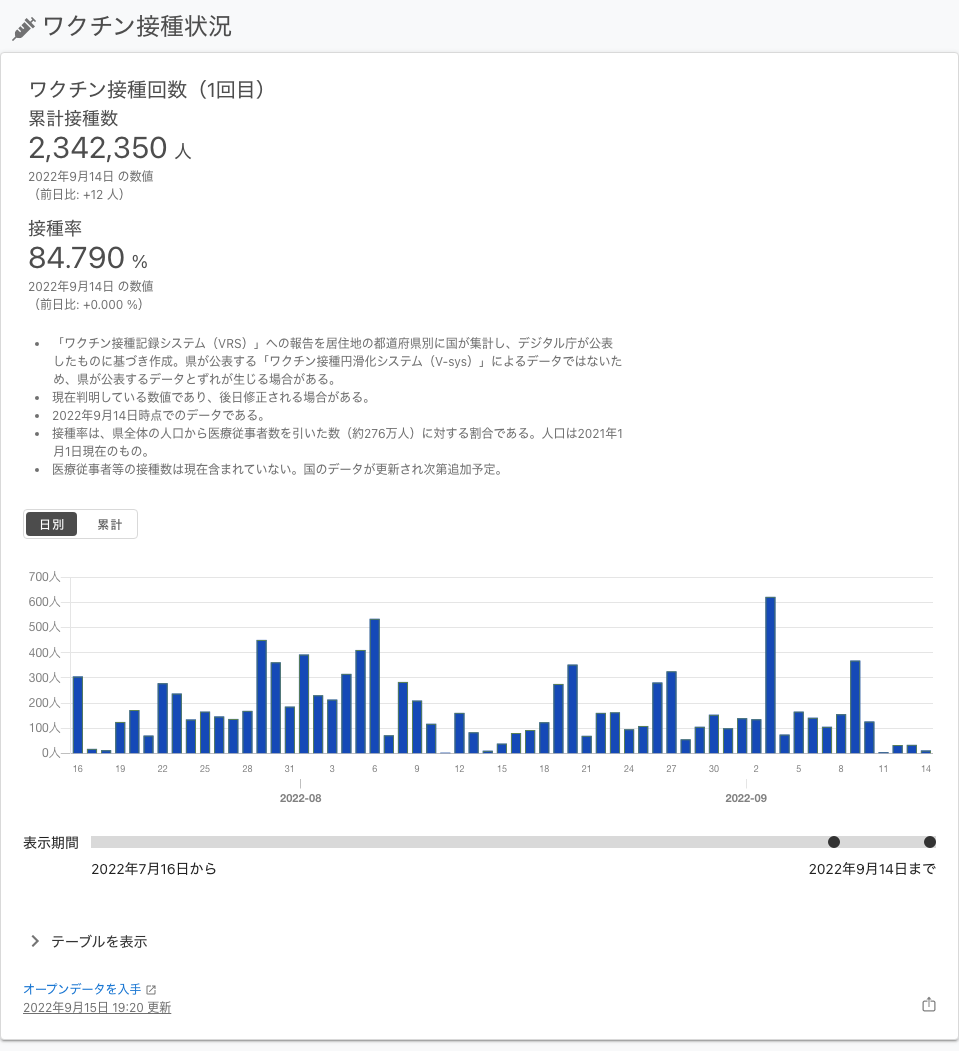 ワクチン接種状況
ワクチン接種回数（1回目）
累計接種数
2,342,350 人
2022年9月14日 の数値
（前日比: +12 人）
接種率
84.790 %
2022年9月14日 の数値
（前日比: +0.000 %）
• 「ワクチン接種記録システム（VRS）」への報告を居住地の都道府県別に国が集計し、デジタル庁が公表
したものに基づき作成。県が公表する「ワクチン接種円滑化システム（V-sys）」によるデータではないた
め、県が公表するデータとずれが生じる場合がある。
• 現在判明している数値であり、後日修正される場合がある。
• 2022年9月14日時点でのデータである。
• 接種率は、県全体の人口から医療従事者数を引いた数（約276万人）に対する割合である。人口は2021年1
月1日現在のもの。
• 医療従事者等の接種数は現在含まれていない。国のデータが更新され次第追加予定。
日別 累計
700人
600人
500人
400人
300人
200人
100人
0人
16 19 22 25 28 31 3 6 9 12 15 18 21 24 27 30 2 5 8 11 14
2022-08 2022-09
表示期間
2022年7月16日から 2022年9月14日まで
テーブルを表示
オープンデータを入手
2022年9月15日 19:20 更新